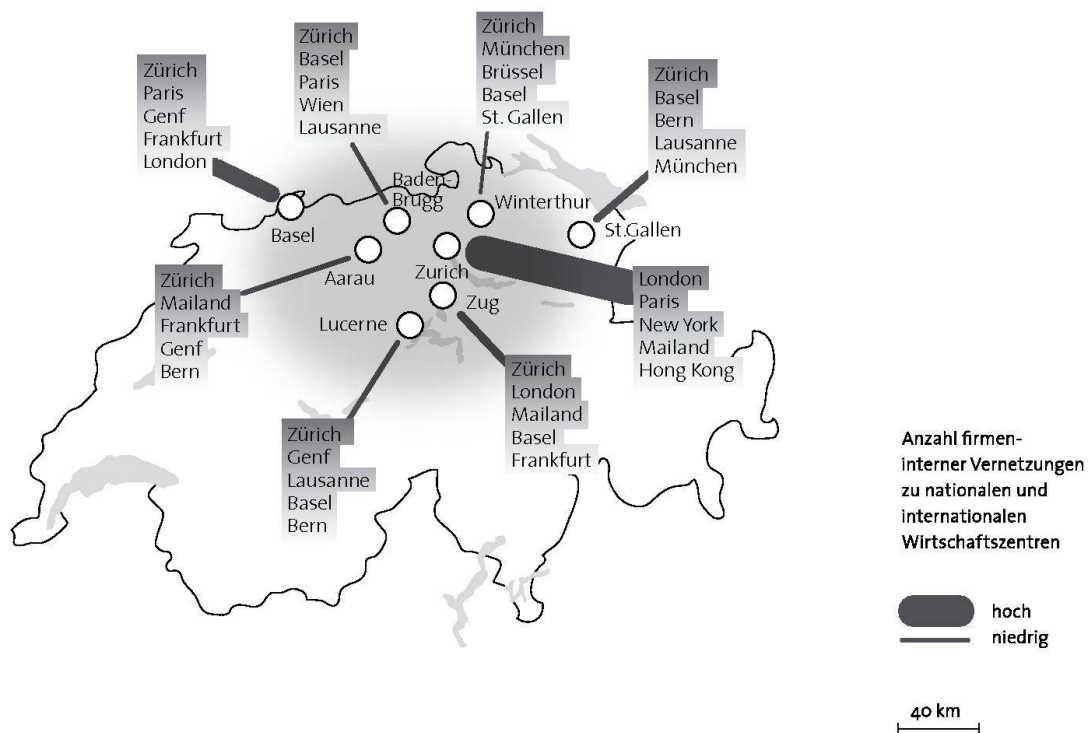 Zürich
Paris
Genf
Frankfurt
London
Zürich
Basel
Paris
Wien
Lausanne
Zürich
München
Brüssel
Basel
St. Gallen
Zürich
Basel
Bern
Lausanne
München
Basel
Baden-
Brugg
Winterthur
St.Gallen
Aarau
Zurich
Zug
Lucerne
Zürich
Mailand
Frankfurt
Genf
Bern
London
Paris
New York
Mailand
Hong Kong
Zürich
London
Mailand
Basel
Frankfurt
Zürich
Genf
Lausanne
Basel
Bern
Anzahl firmen-
interner Vernetzungen
zu nationalen und
internationalen
Wirtschaftszentren
hoch
niedrig
40 km